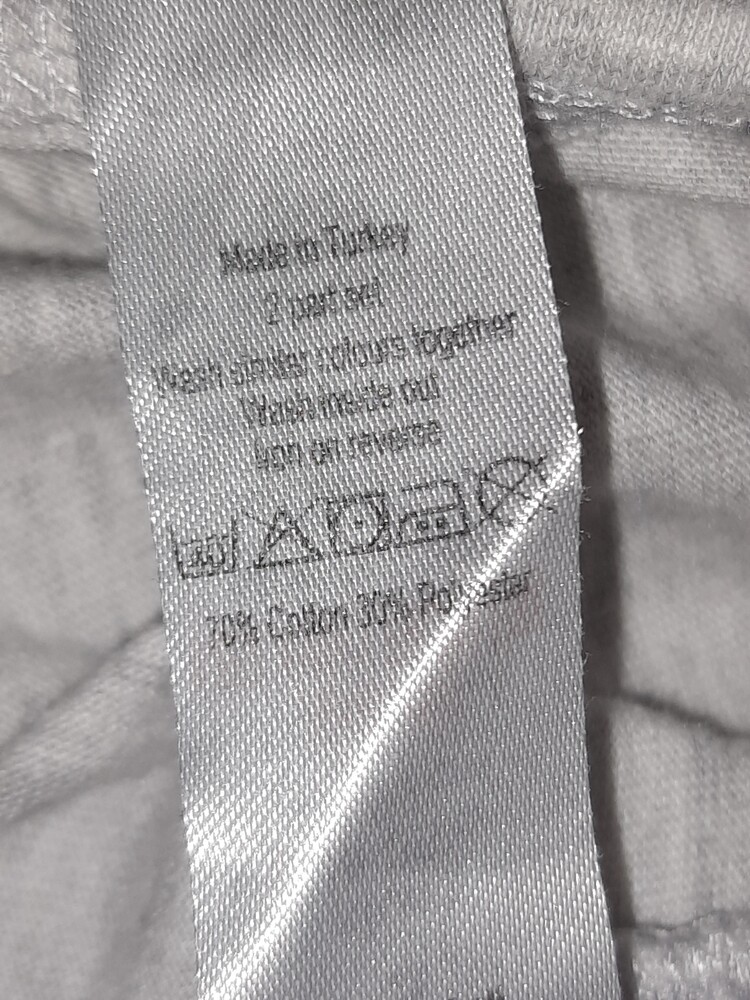 Made in Turkey
2 part set
Wash similar colours together
Wash inside out
Iron on reverse
40
70% Cotton 30% Polyester